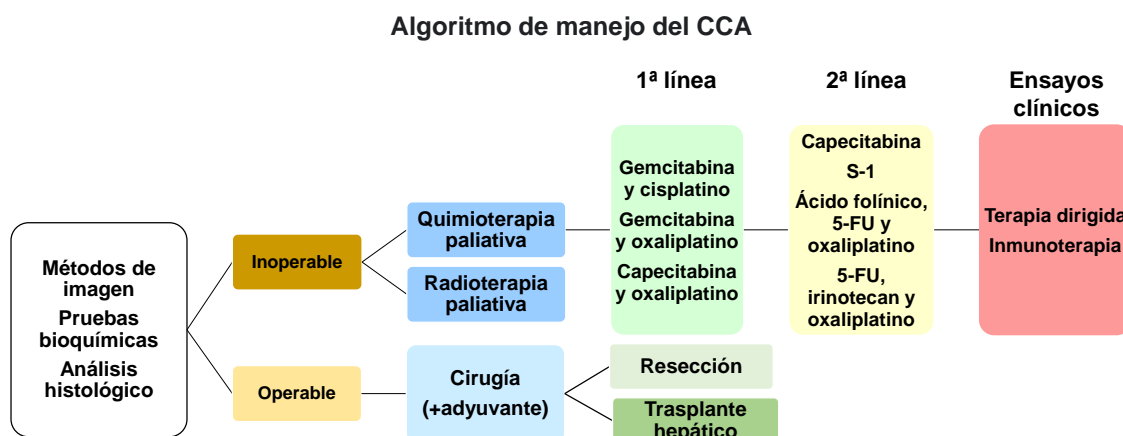 Algoritmo de manejo del CCA
1ª línea
2ª línea
Ensayos
clínicos
Métodos de
imagen
Pruebas
bioquímicas
Análisis
histológico
Inoperable
Operable
Quimioterapia
paliativa
Radioterapia
paliativa
Cirugía
(+adyuvante)
Gemcitabina
y cisplatino
Gemcitabina
y oxaliplatino
Capecitabina
y oxaliplatino
Capecitabina
S-1
Ácido folínico,
5-FU y
oxaliplatino
5-FU,
irinotecan y
oxaliplatino
Terapia dirigida
Inmunoterapia
Resección
Trasplante
hepático